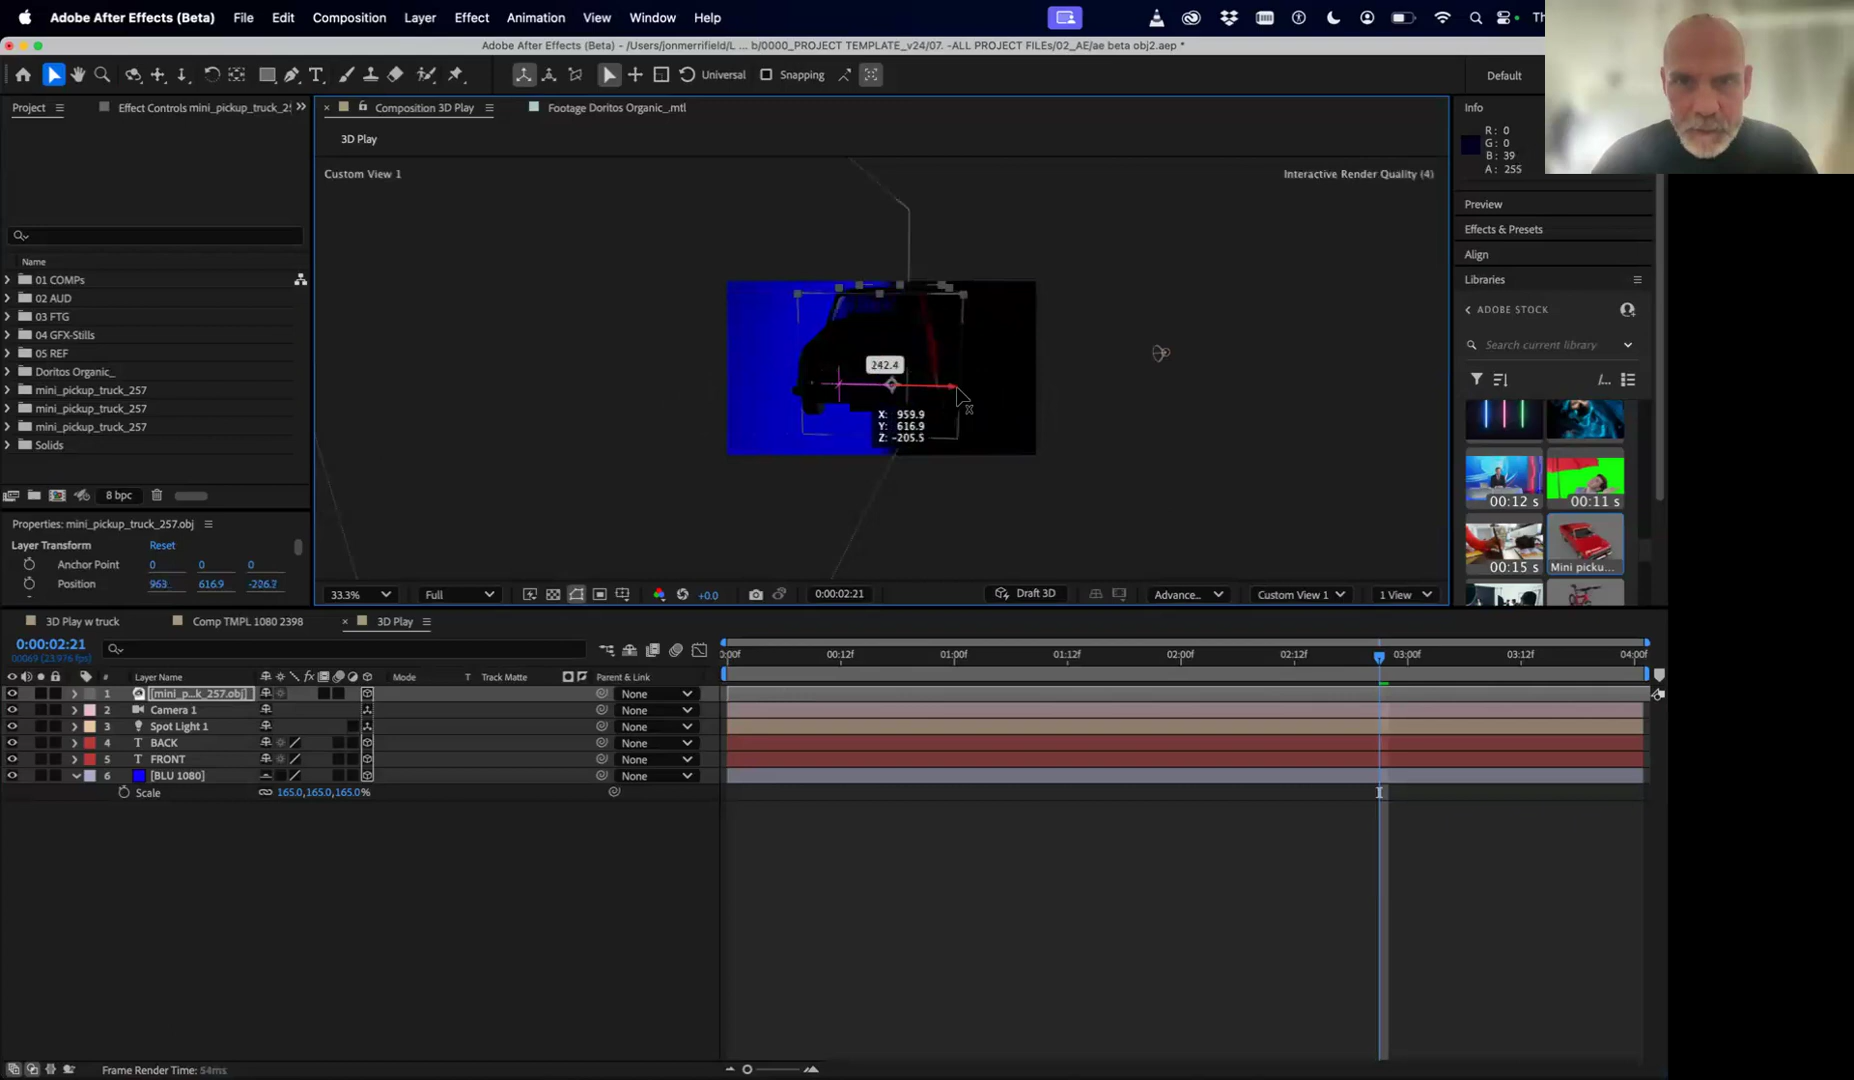 Adobe After Effects (Beta) File Edit Composition Layer Effect Animation View Window Help
Adobe After Effects (Beta) - /Users/jonmerrifield/L ... b/0000_PROJECT TEMPLATE_v24/07. -ALL PROJECT FILEs/02_AE/ae beta obj2.aep *
Universal Snapping Default
Project Effect Controls mini_pickup_truck_2 Composition 3D Play Footage Doritos Organic_.mtl Info
3D Play
R: 0
G: 0
B: 39
A: 255
Custom View 1 Interactive Render Quality (4)
Preview
Effects & Presets
Align
Libraries
ADOBE STOCK
Search current library
Name
01 COMPs
02 AUD
03 FTG
04 GFX-Stills
05 REF
Doritos Organic_
mini_pickup_truck_257
mini_pickup_truck_257
mini_pickup_truck_257
Solids
242.4
X: 959.9
Y: 616.9
Z: -205.5
00:12 s 00:11 s
00:15 s Mini picku...
8 bpc
Properties: mini_pickup_truck_257.obj
Layer Transform Reset
Anchor Point 0 0 0
Position 963 616.9 -206.7
33.3% Full +0.0 0:00:02:21 Draft 3D Advance... Custom View 1 1 View
3D Play w truck Comp TMPL 1080 2398 3D Play
0:00:02:21
00069 (23.976 fps)
:00f 00:12f 01:00f 01:12f 02:00f 02:12f 03:00f 03:12f 04:00f
# Layer Name Mode T Track Matte Parent & Link
1 [mini_p...k_257.obj] None
2 Camera 1 None
3 Spot Light 1 None
4 T BACK None
5 T FRONT None
6 [BLU 1080] None
Scale 165.0,165.0,165.0%
Frame Render Time: 54ms